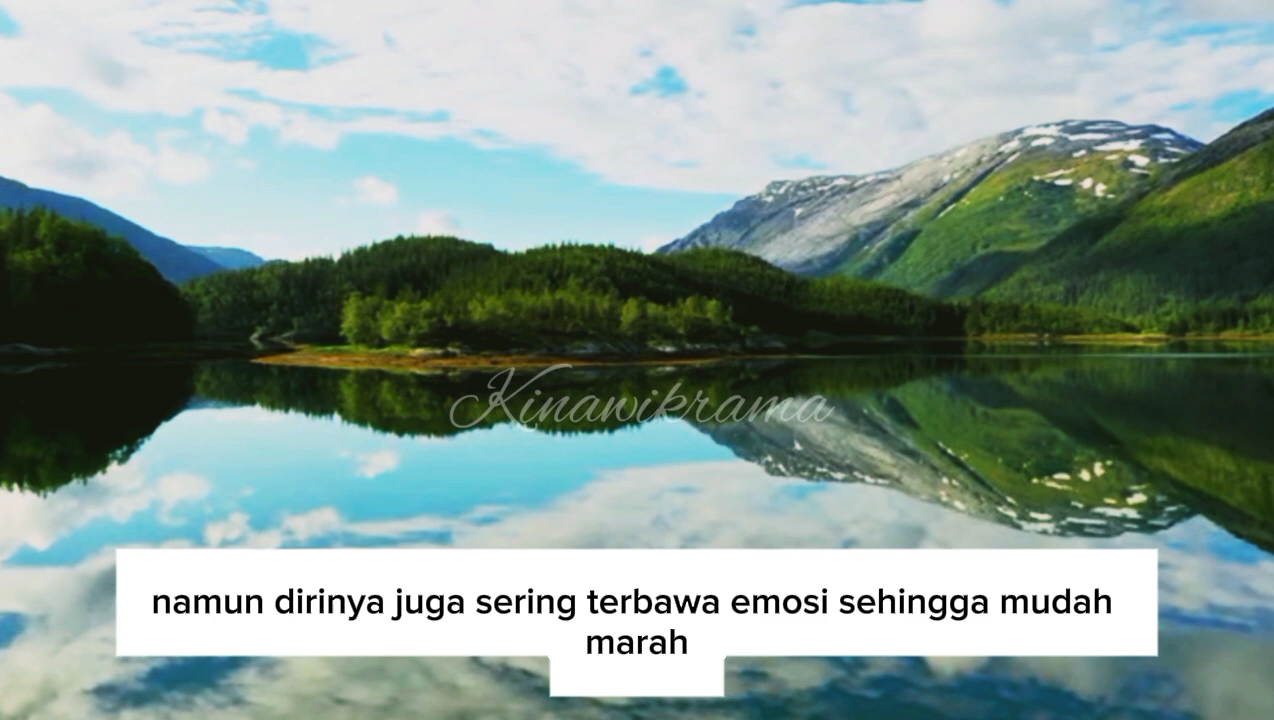 Kinawikrama
namun dirinya juga sering terbawa emosi sehingga mudah
marah